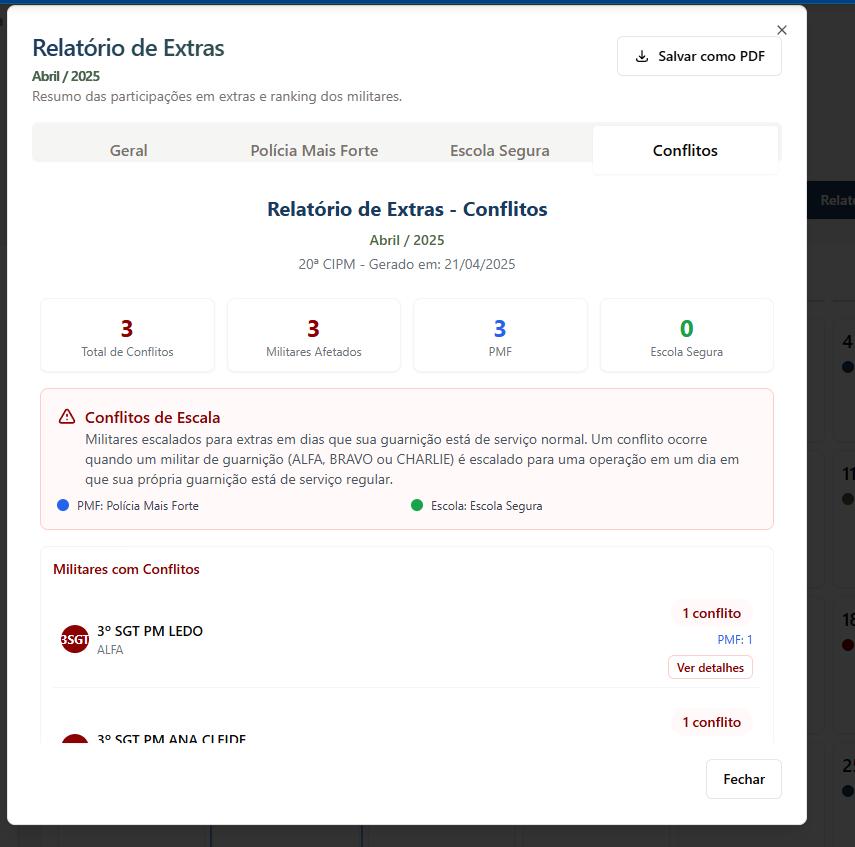 Relatório de Extras
Abril / 2025
Resumo das participações em extras e ranking dos militares.
Salvar como PDF
Geral
Polícia Mais Forte
Escola Segura
Conflitos
Relatório de Extras - Conflitos
Abril / 2025
20ª CIPM - Gerado em: 21/04/2025
3
Total de Conflitos
3
Militares Afetados
3
PMF
0
Escola Segura
Conflitos de Escala
Militares escalados para extras em dias que sua guarnição está de serviço normal. Um conflito ocorre
quando um militar de guarnição (ALFA, BRAVO ou CHARLIE) é escalado para uma operação em um dia em
que sua própria guarnição está de serviço regular.
PMF: Polícia Mais Forte
Escola: Escola Segura
Militares com Conflitos
3SGT
3º SGT PM LEDO
ALFA
1 conflito
PMF: 1
Ver detalhes
3º SGT PM ANA CLEIDE
1 conflito
Fechar
4
11
18